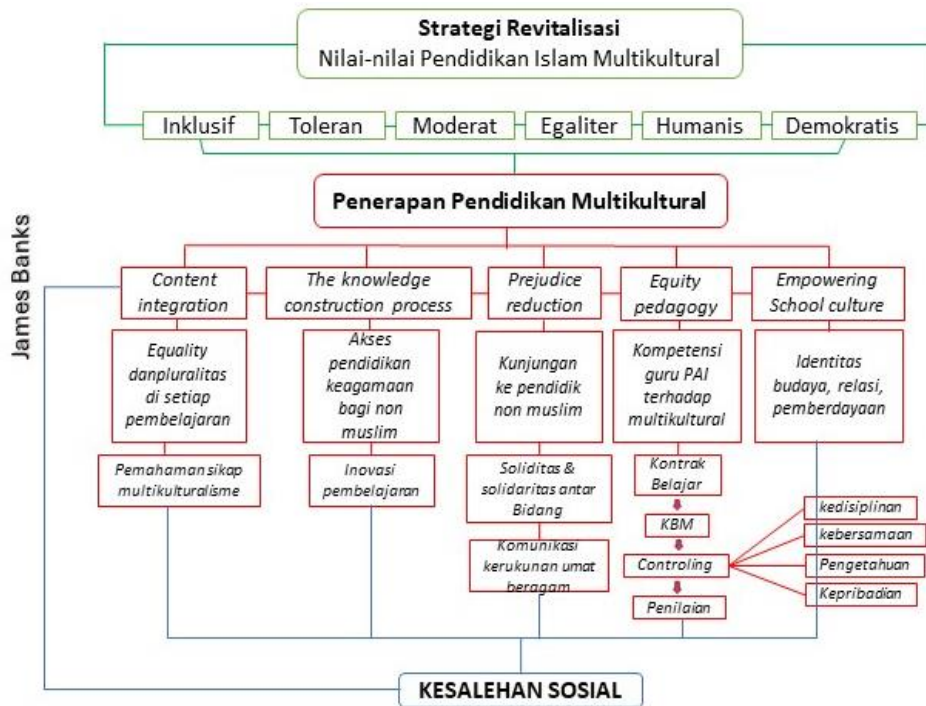 Strategi Revitalisasi
Nilai-nilai Pendidikan Islam Multikultural
Inklusif
Toleran
Moderat
Egaliter
Humanis
Demokratis
Penerapan Pendidikan Multikultural
James Banks
Content
integration
The knowledge
construction process
Prejudice
reduction
Equity
pedagogy
Empowering
School culture
Equality
danpluralitas
di setiap
pembelajaran
Akses
pendidikan
keagamaan
bagi non
muslim
Kunjungan
ke pendidik
non muslim
Kompetensi
guru PAI
terhadap
multikultural
Identitas
budaya, relasi,
pemberdayaan
Pemahaman sikap
multikulturalisme
Inovasi
pembelajaran
Soliditas &
solidaritas antar
Bidang
Komunikasi
kerukunan umat
beragam
Kontrak
Belajar
KBM
Controling
Penilaian
kedisiplinan
kebersamaan
Pengetahuan
Kepribadian
KESALEHAN SOSIAL